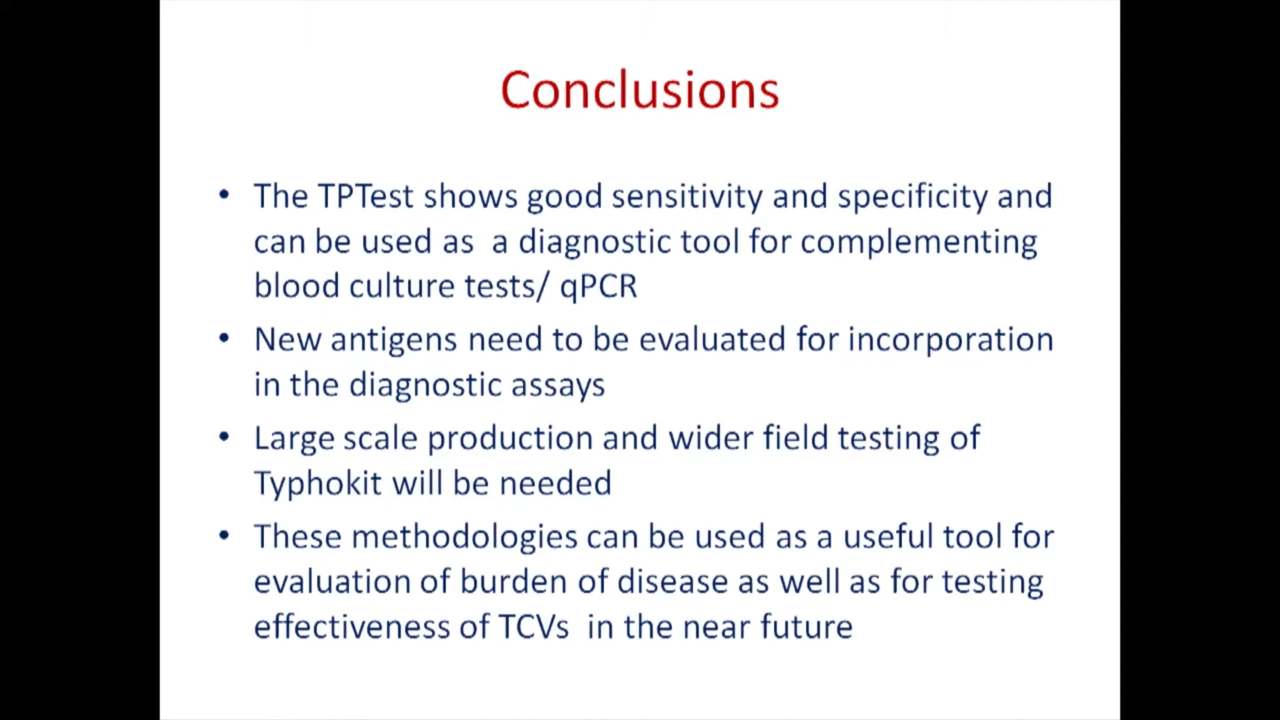 Conclusions
• The TPTest shows good sensitivity and specificity and
can be used as  a diagnostic tool for complementing
blood culture tests/ qPCR
• New antigens need to be evaluated for incorporation
in the diagnostic assays
• Large scale production and wider field testing of
Typhokit will be needed
• These methodologies can be used as a useful tool for
evaluation of burden of disease as well as for testing
effectiveness of TCVs  in the near future